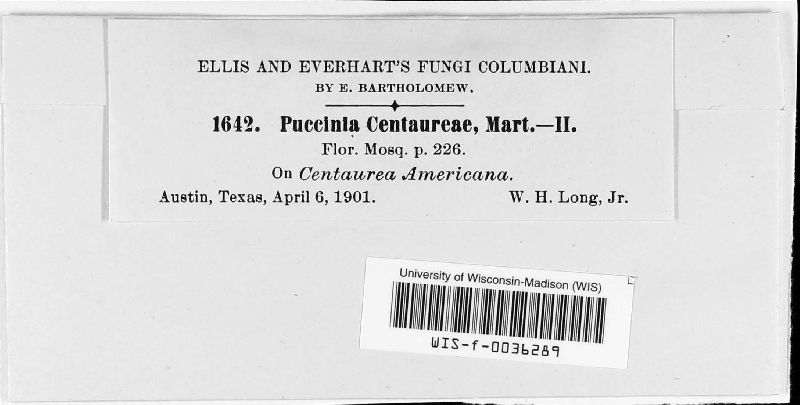 ELLIS AND EVERHART'S FUNGI COLUMBIANI.
BY E. BARTHOLOMEW.
1642. Puccinia Centaureae, Mart.—II.
Flor. Mosq. p. 226.
On Centaurea Americana.
Austin, Texas, April 6, 1901. W. H. Long, Jr.
University of Wisconsin-Madison (WIS)
WIS-f-0036289